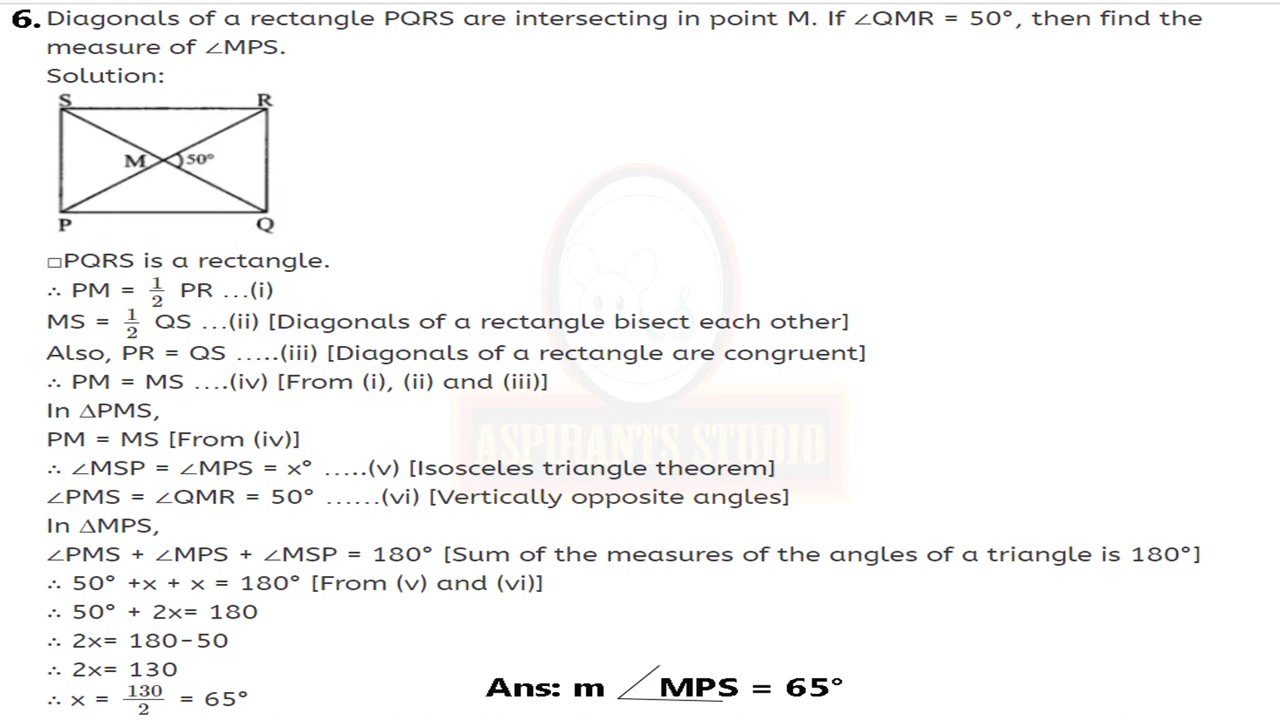 6. Diagonals of a rectangle PQRS are intersecting in point M. If ∠QMR = 50°, then find the
measure of ∠MPS.
Solution:
S R
M 50°
P Q
□PQRS is a rectangle.
∴ PM = 1/2 PR ...(i)
MS = 1/2 QS ...(ii) [Diagonals of a rectangle bisect each other]
Also, PR = QS .....(iii) [Diagonals of a rectangle are congruent]
∴ PM = MS ....(iv) [From (i), (ii) and (iii)]
In ∆PMS,
PM = MS [From (iv)]
∴ ∠MSP = ∠MPS = x° .....(v) [Isosceles triangle theorem]
∠PMS = ∠QMR = 50° ......(vi) [Vertically opposite angles]
In ∆MPS,
∠PMS + ∠MPS + ∠MSP = 180° [Sum of the measures of the angles of a triangle is 180°]
∴ 50° +x + x = 180° [From (v) and (vi)]
∴ 50° + 2x= 180
∴ 2x= 180-50
∴ 2x= 130
∴ x = 130/2 = 65°
Ans: m ∠MPS = 65°
ASPIRANTS STUDIO